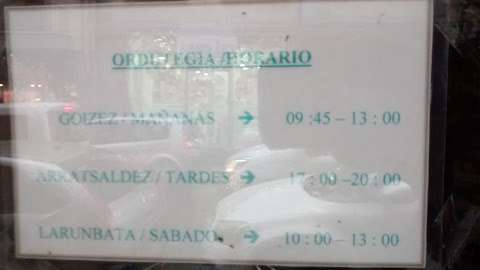 ORDUTEGIA /HORARIO
GOIZEZ / MAÑANAS → 09 :45 – 13 : 00
ARRATSALDEZ / TARDES → 17 : 00 –20 : 00
LARUNBATA / SABADO → 10 : 00 – 13 : 00